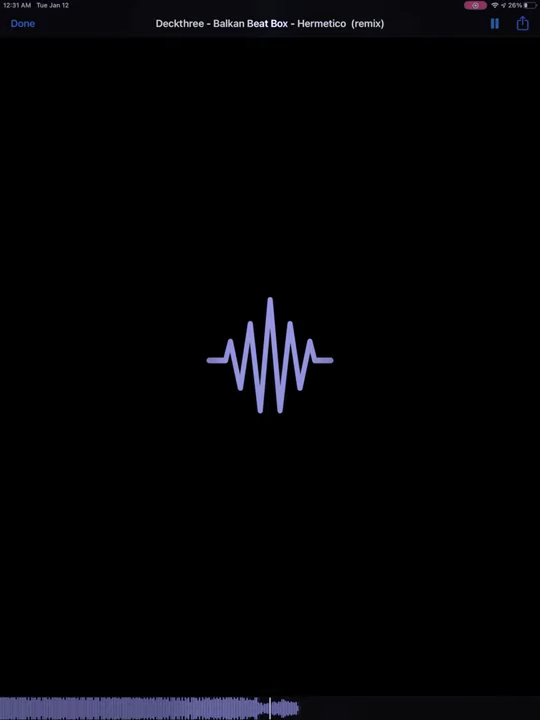 12:31 AM Tue Jan 12 26%
Done Deckthree - Balkan Beat Box - Hermetico (remix)